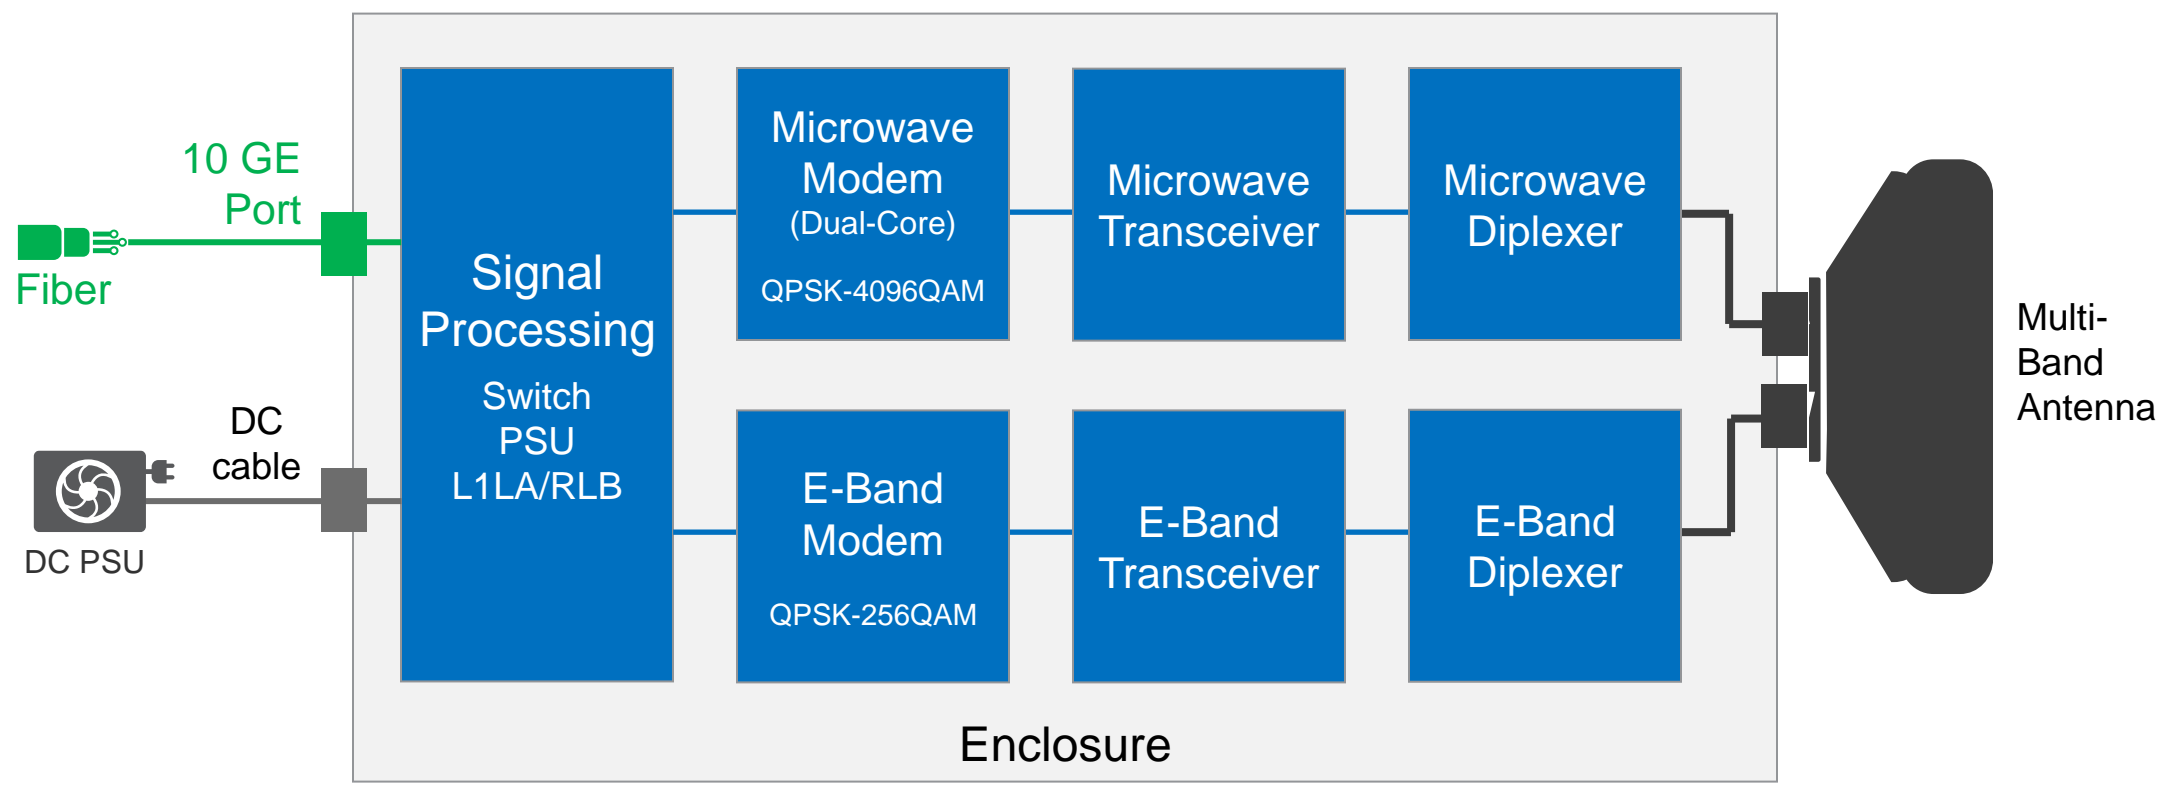 10 GE
Port
Fiber
DC
cable
DC PSU
Signal
Processing
Switch
PSU
L1LA/RLB
Microwave
Modem
(Dual-Core)
QPSK-4096QAM
Microwave
Transceiver
Microwave
Diplexer
E-Band
Modem
QPSK-256QAM
E-Band
Transceiver
E-Band
Diplexer
Multi-
Band
Antenna
Enclosure